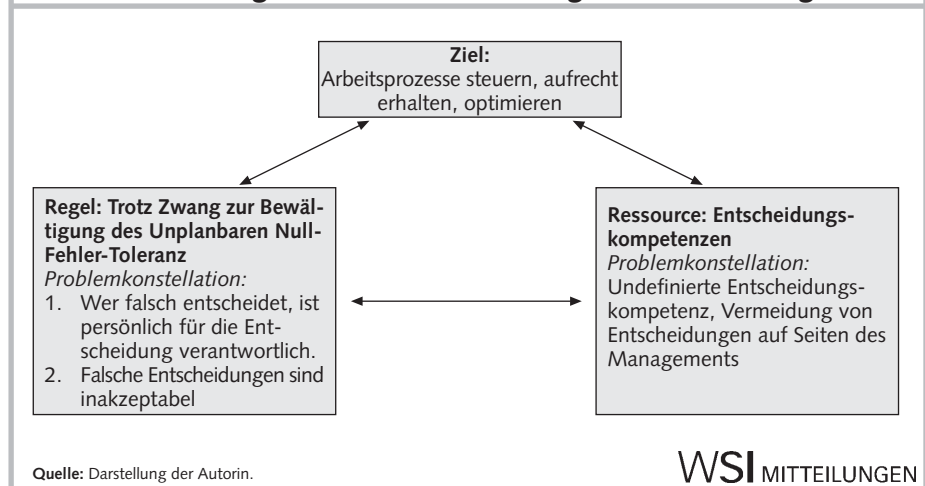 Ziel:
Arbeitsprozesse steuern, aufrecht
erhalten, optimieren
Regel: Trotz Zwang zur Bewäl-
tigung des Unplanbaren Null-
Fehler-Toleranz
Problemkonstellation:
1. Wer falsch entscheidet, ist
persönlich für die Ent-
scheidung verantwortlich.
2. Falsche Entscheidungen sind
inakzeptabel
Ressource: Entscheidungs-
kompetenzen
Problemkonstellation:
Undefinierte Entscheidungs-
kompetenz, Vermeidung von
Entscheidungen auf Seiten des
Managements
Quelle: Darstellung der Autorin.
WSI MITTEILUNGEN